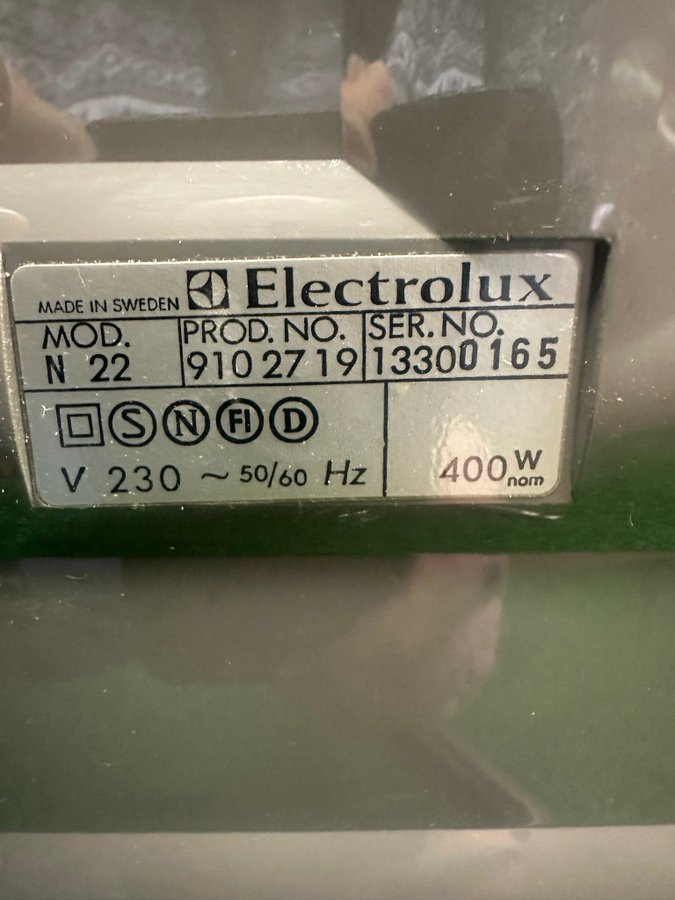 MADE IN SWEDEN Electrolux
MOD. PROD. NO. SER. NO.
N 22 910 27 19 13300165
S N FI D
V 230 ~ 50/60 Hz 400 W nom